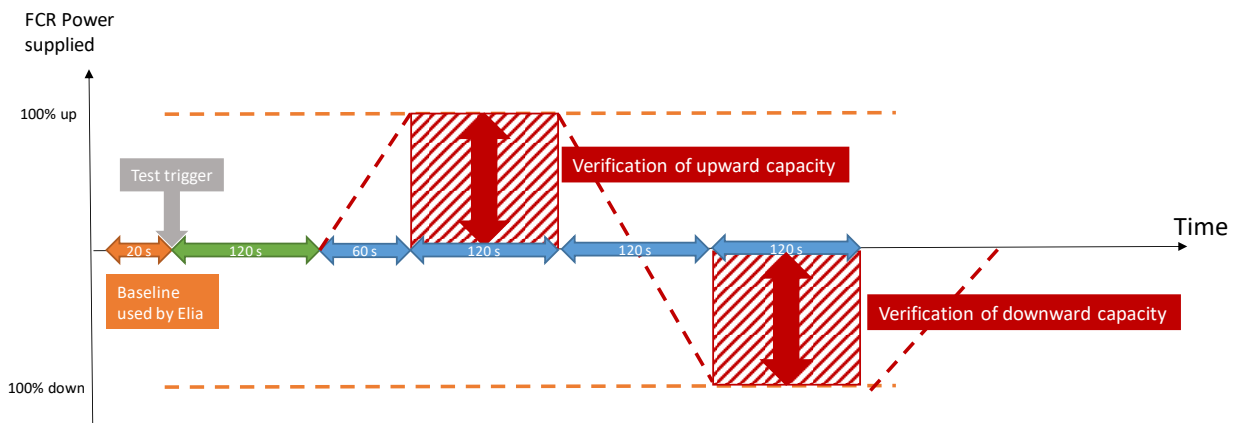 FCR Power
supplied
100% up
Test trigger
Verification of upward capacity
Time
20 s
120 s
60 s
120 s
120 s
120 s
Baseline
used by Elia
Verification of downward capacity
100% down